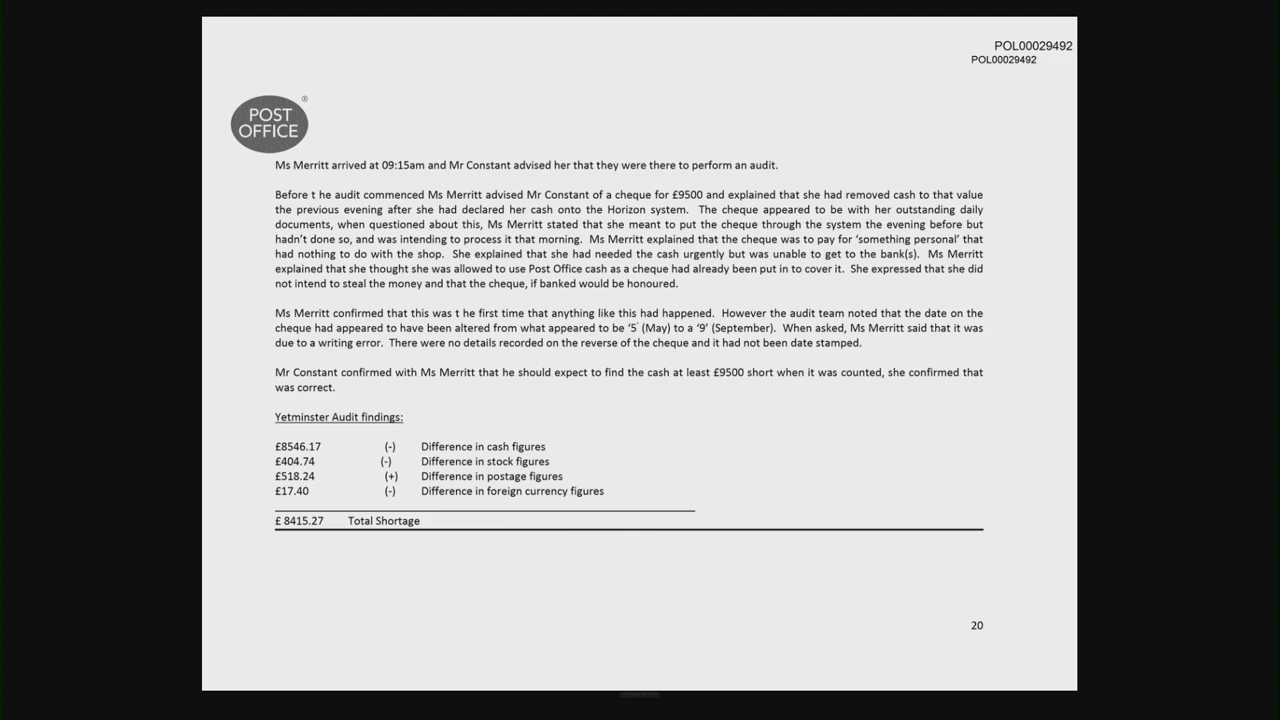 POL00029492
POL00029492
POST
OFFICE
®
Ms Merritt arrived at 09:15am and Mr Constant advised her that they were there to perform an audit.
Before t he audit commenced Ms Merritt advised Mr Constant of a cheque for £9500 and explained that she had removed cash to that value
the previous evening after she had declared her cash onto the Horizon system. The cheque appeared to be with her outstanding daily
documents, when questioned about this, Ms Merritt stated that she meant to put the cheque through the system the evening before but
hadn't done so, and was intending to process it that morning. Ms Merritt explained that the cheque was to pay for 'something personal' that
had nothing to do with the shop. She explained that she had needed the cash urgently but was unable to get to the bank(s). Ms Merritt
explained that she thought she was allowed to use Post Office cash as a cheque had already been put in to cover it. She expressed that she did
not intend to steal the money and that the cheque, if banked would be honoured.
Ms Merritt confirmed that this was t he first time that anything like this had happened. However the audit team noted that the date on the
cheque had appeared to have been altered from what appeared to be '5' (May) to a '9' (September). When asked, Ms Merritt said that it was
due to a writing error. There were no details recorded on the reverse of the cheque and it had not been date stamped.
Mr Constant confirmed with Ms Merritt that he should expect to find the cash at least £9500 short when it was counted, she confirmed that
was correct.
Yetminster Audit findings:
£8546.17 (-) Difference in cash figures
£404.74 (-) Difference in stock figures
£518.24 (+) Difference in postage figures
£17.40 (-) Difference in foreign currency figures
£ 8415.27 Total Shortage
20